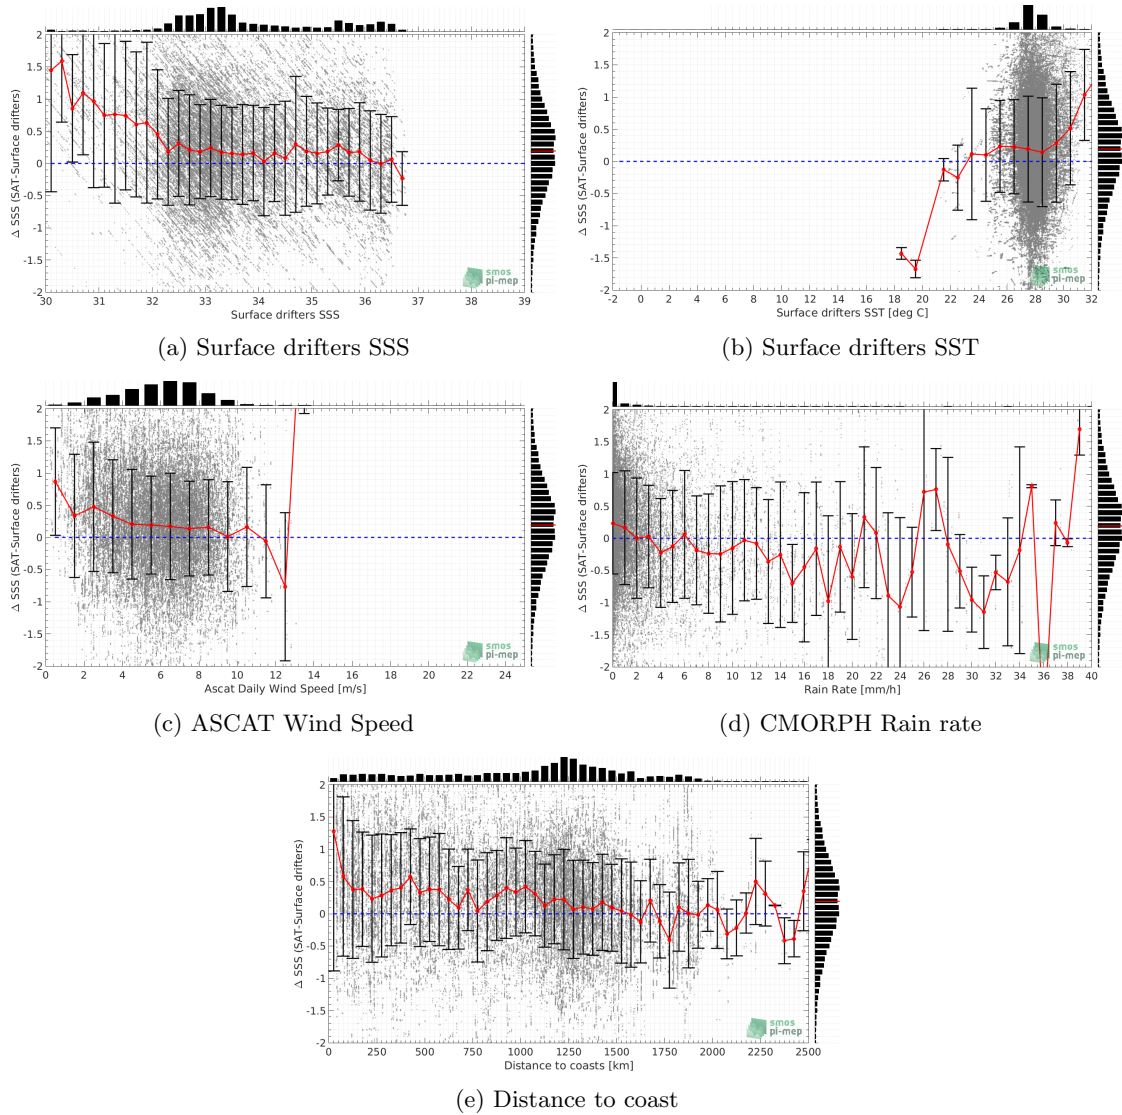 Δ SSS (SAT-Surface drifters)
2
1.5
1
0.5
0
-0.5
-1
-1.5
-2
30 31 32 33 34 35 36 37 38 39
Surface drifters SSS
smos
pi-mep
(a) Surface drifters SSS
Δ SSS (SAT-Surface drifters)
2
1.5
1
0.5
0
-0.5
-1
-1.5
-2
-2 0 2 4 6 8 10 12 14 16 18 20 22 24 26 28 30 32
Surface drifters SST [deg C]
smos
pi-mep
(b) Surface drifters SST
Δ SSS (SAT-Surface drifters)
2
1.5
1
0.5
0
-0.5
-1
-1.5
-2
0 2 4 6 8 10 12 14 16 18 20 22 24
Ascat Daily Wind Speed [m/s]
smos
pi-mep
(c) ASCAT Wind Speed
Δ SSS (SAT-Surface drifters)
2
1.5
1
0.5
0
-0.5
-1
-1.5
-2
0 2 4 6 8 10 12 14 16 18 20 22 24 26 28 30 32 34 36 38 40
Rain Rate [mm/h]
smos
pi-mep
(d) CMORPH Rain rate
Δ SSS (SAT-Surface drifters)
2
1.5
1
0.5
0
-0.5
-1
-1.5
-2
0 250 500 750 1000 1250 1500 1750 2000 2250 2500
Distance to coasts [km]
smos
pi-mep
(e) Distance to coast